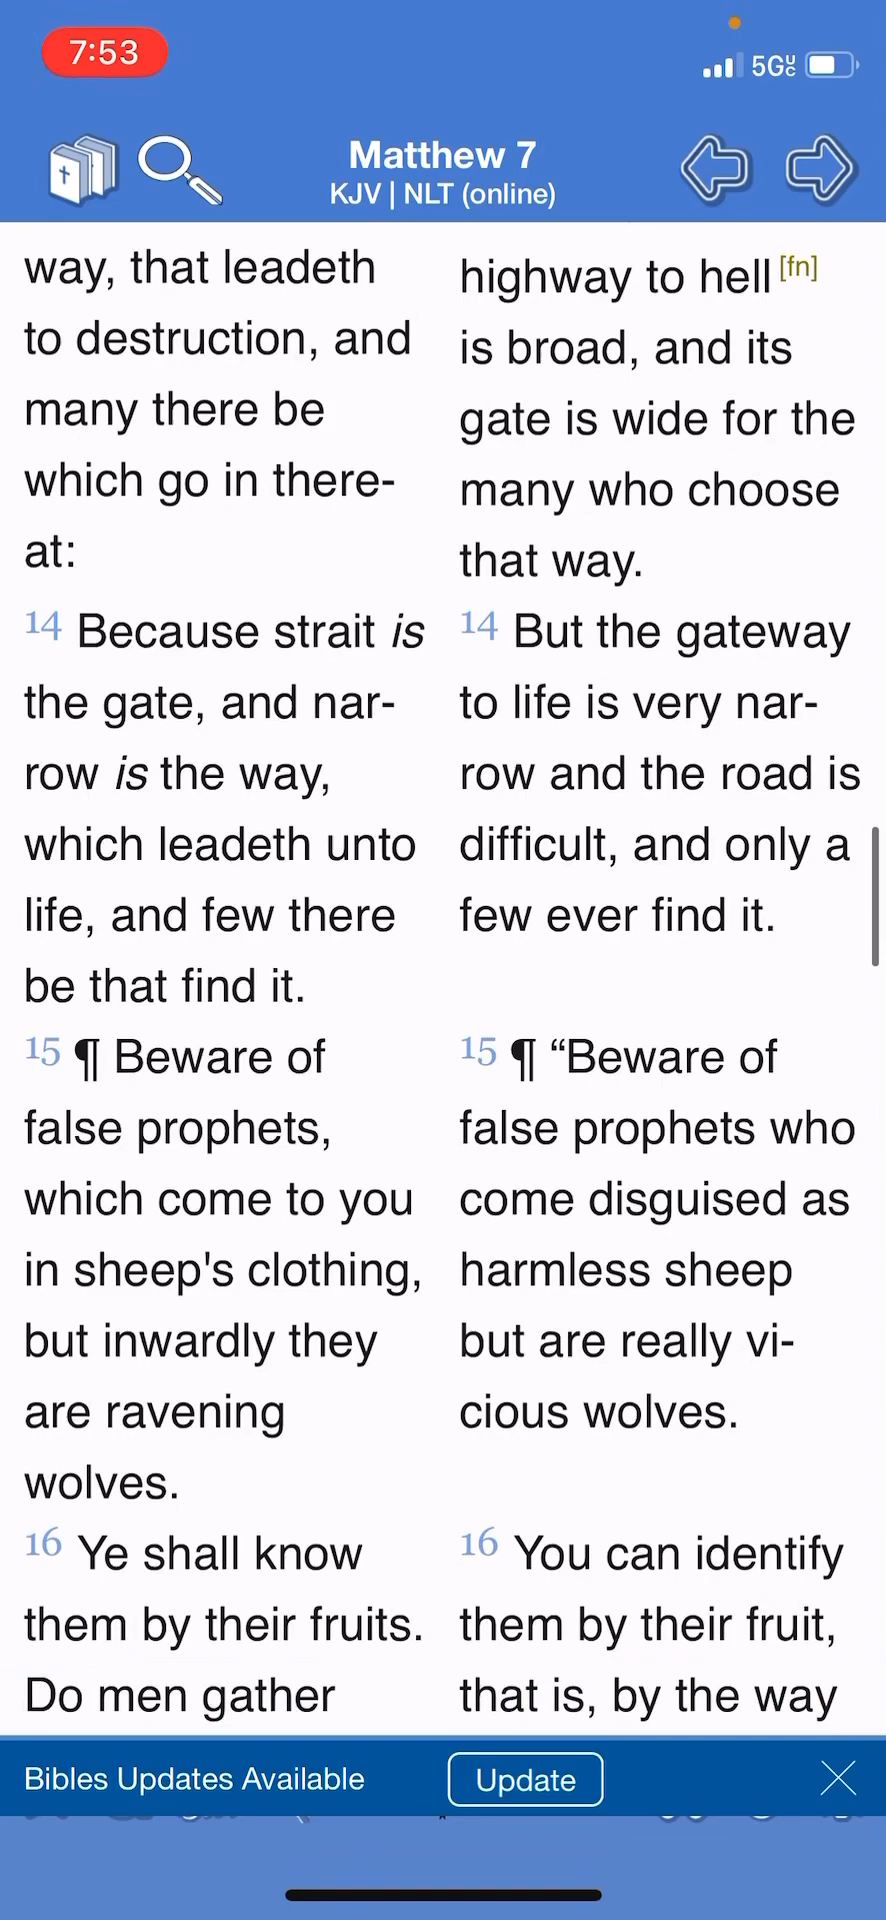 7:53
5G UC
Matthew 7
KJV | NLT (online)
way, that leadeth
to destruction, and
many there be
which go in there-
at:
14 Because strait is
the gate, and nar-
row is the way,
which leadeth unto
life, and few there
be that find it.
15 ¶ Beware of
false prophets,
which come to you
in sheep's clothing,
but inwardly they
are ravening
wolves.
16 Ye shall know
them by their fruits.
Do men gather
highway to hell [fn]
is broad, and its
gate is wide for the
many who choose
that way.
14 But the gateway
to life is very nar-
row and the road is
difficult, and only a
few ever find it.
15 ¶ “Beware of
false prophets who
come disguised as
harmless sheep
but are really vi-
cious wolves.
16 You can identify
them by their fruit,
that is, by the way
Bibles Updates Available
Update